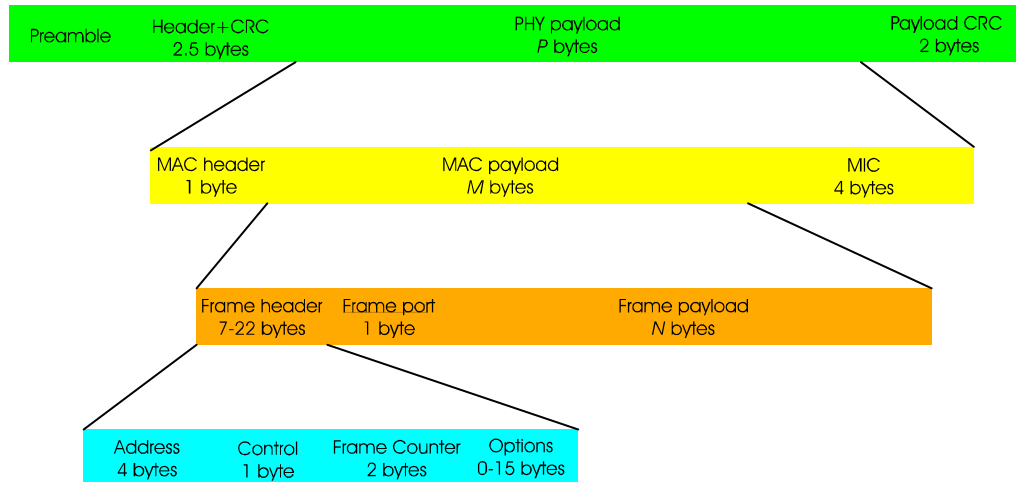 Preamble
Header+CRC
2.5 bytes
PHY payload
P bytes
Payload CRC
2 bytes
MAC header
1 byte
MAC payload
M bytes
MIC
4 bytes
Frame header
7-22 bytes
Frame port
1 byte
Frame payload
N bytes
Address
4 bytes
Control
1 byte
Frame Counter
2 bytes
Options
0-15 bytes